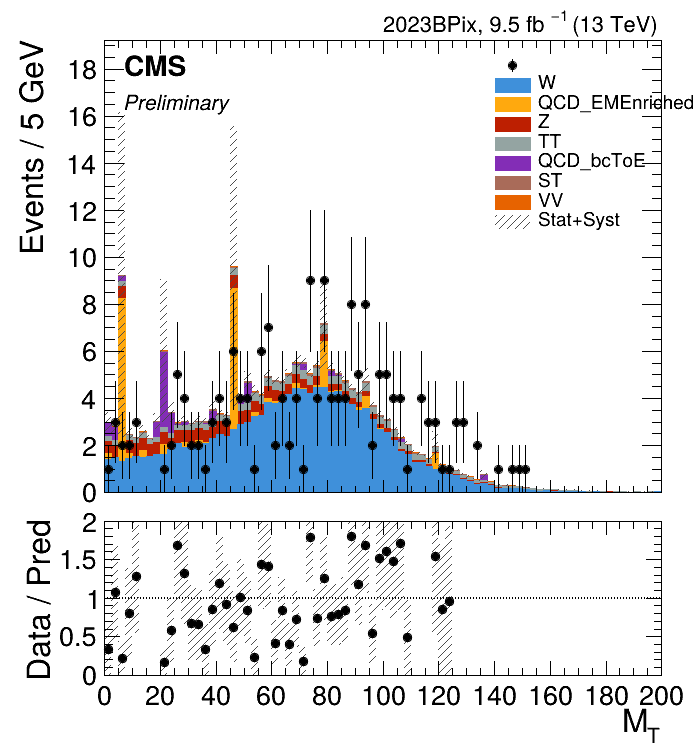 2023BPix, 9.5 fb⁻¹ (13 TeV)
CMS
Preliminary
W
QCD_EMEnriched
Z
TT
QCD_bcToE
ST
VV
Stat+Syst
Events / 5 GeV
18
16
14
12
10
8
6
4
2
0
Data / Pred
2
1.5
1
0.5
0
0 20 40 60 80 100 120 140 160 180 200
M_T